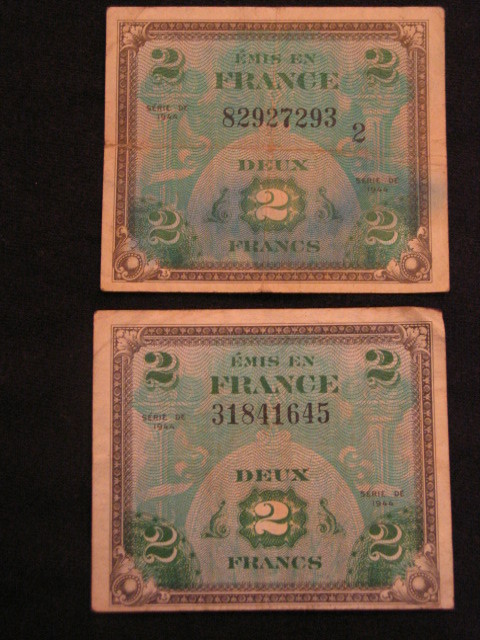 2 ÉMIS EN 2
FRANCE
SÉRIE DE
1944
82927293 2
DEUX
SÉRIE DE
1944
2
2 2
FRANCS
2 ÉMIS EN 2
FRANCE
SÉRIE DE
1944
31841645
DEUX
SÉRIE DE
1944
2
2 2
FRANCS